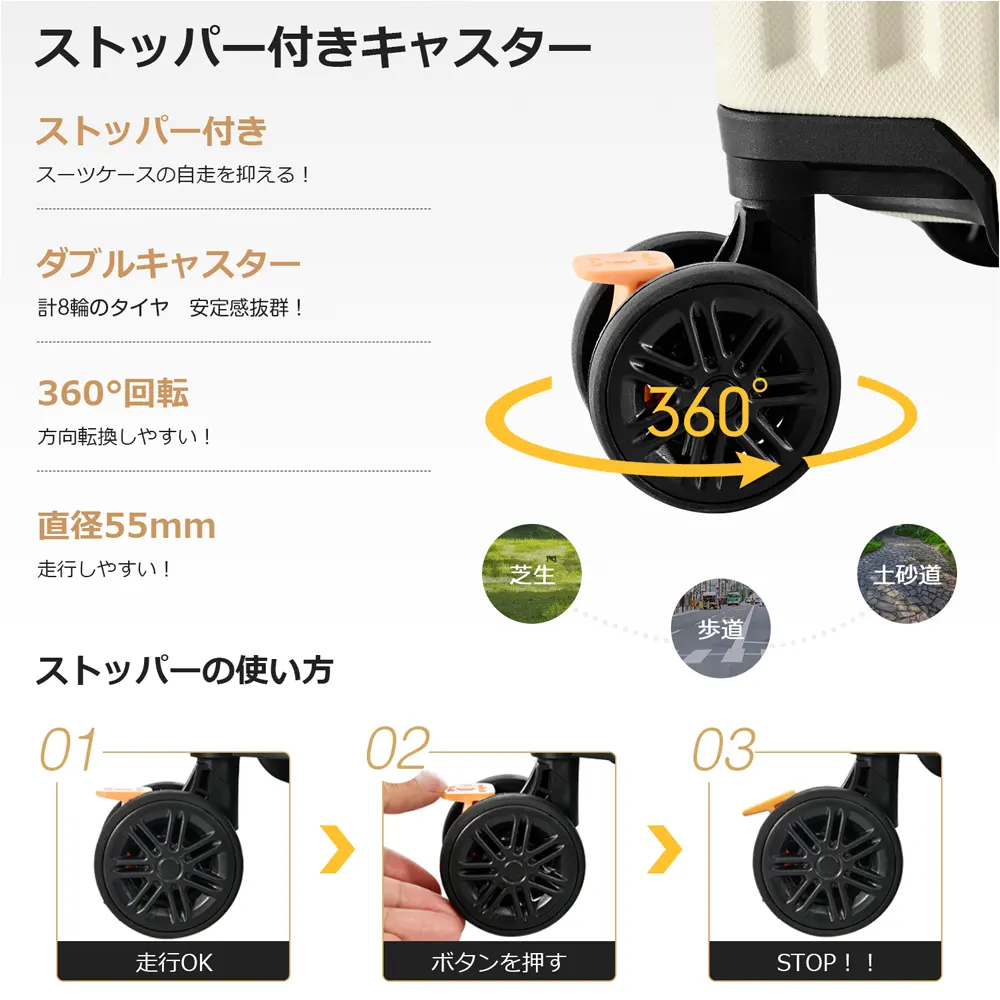 ストッパー付きキャスター
ストッパー付き
スーツケースの自走を抑える！
ダブルキャスター
計8輪のタイヤ　安定感抜群！
360°回転
方向転換しやすい！
直径55mm
走行しやすい！
360°
芝生
歩道
土砂道
ストッパーの使い方
01
走行OK
02
ボタンを押す
03
STOP！！